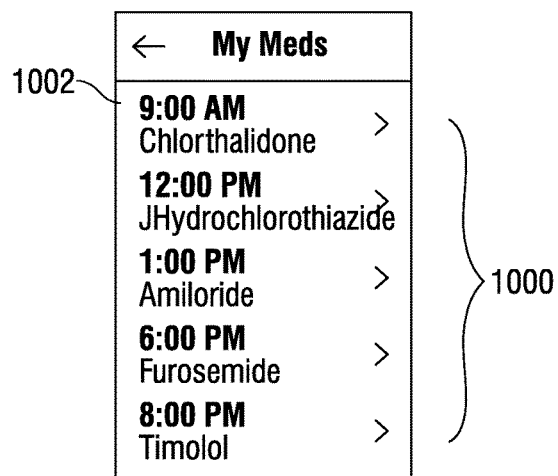 ← My Meds
1002
9:00 AM >
Chlorthalidone
12:00 PM >
JHydrochlorothiazide
1:00 PM >
Amiloride
1000
6:00 PM >
Furosemide
8:00 PM >
Timolol